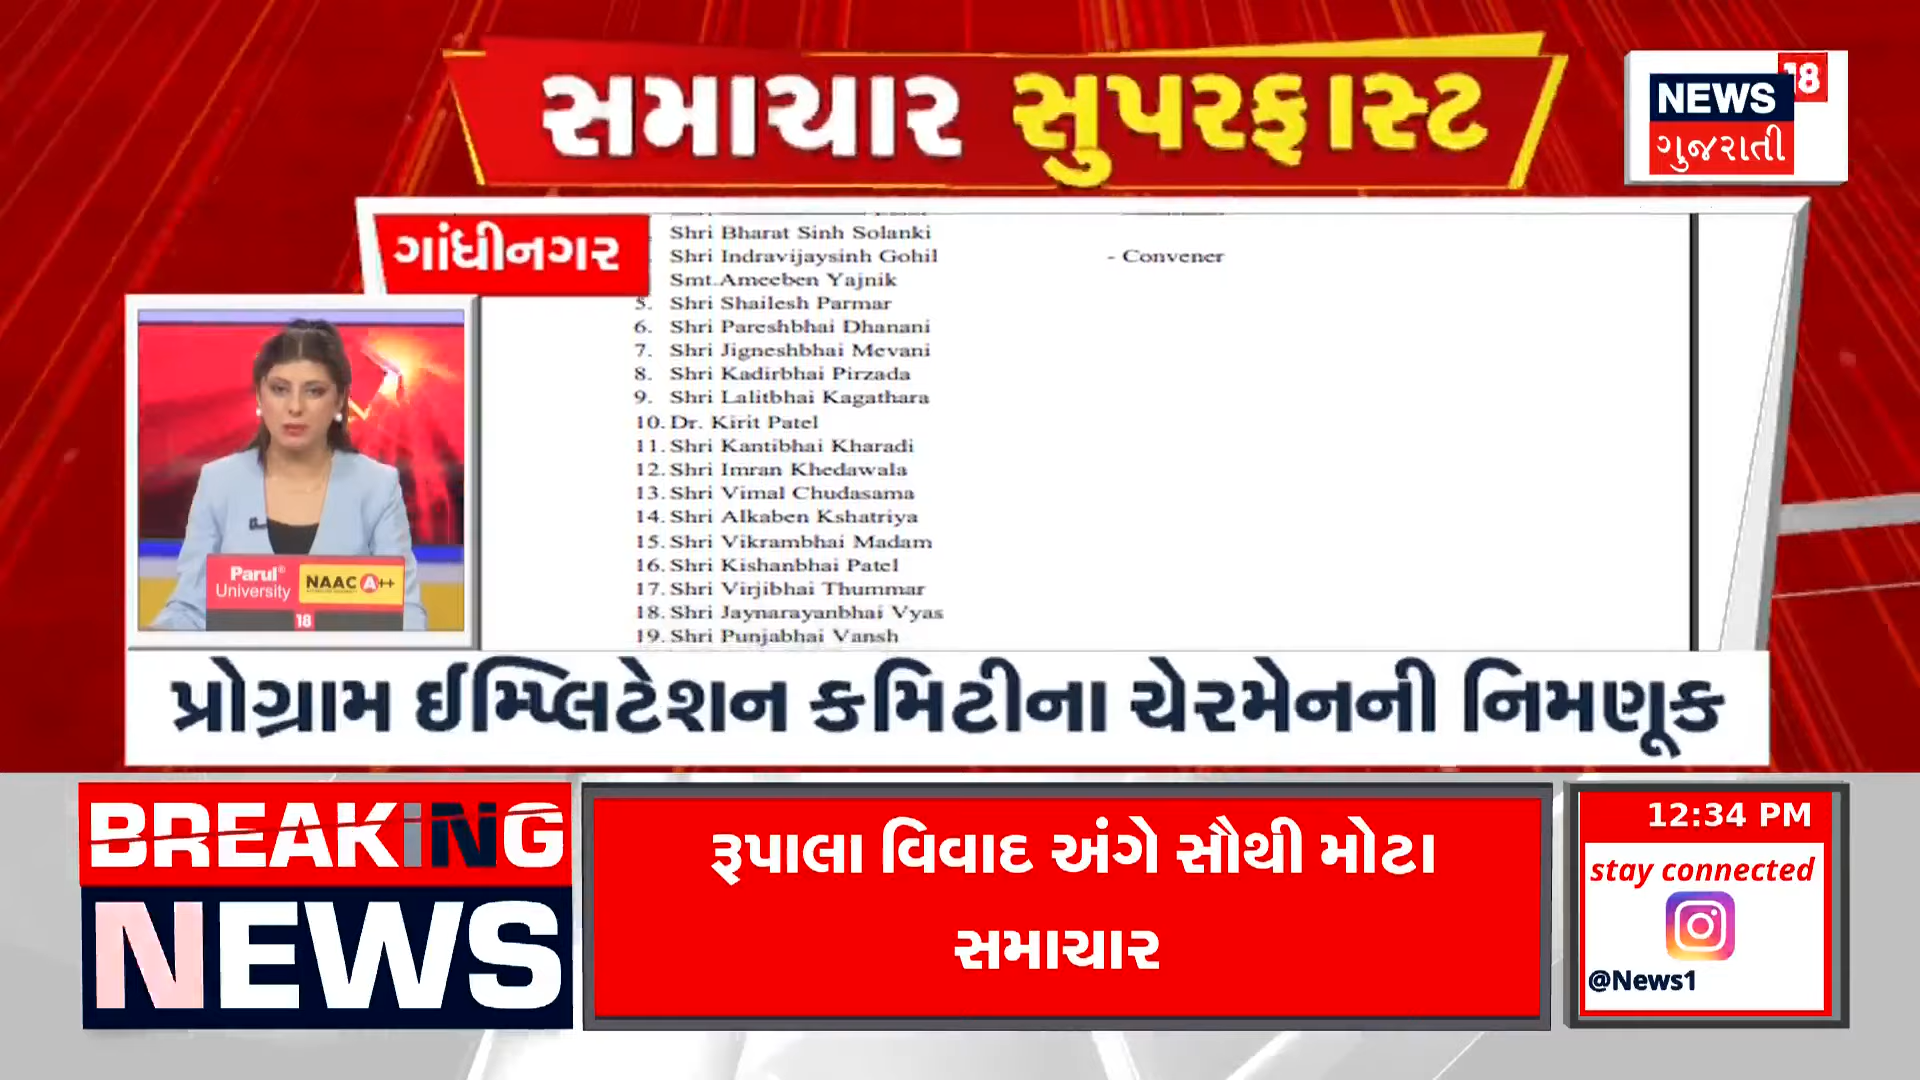 સમાચાર સુપરફાસ્ટ
NEWS 18
ગુજરાતી
ગાંધીનગર
Shri Bharat Sinh Solanki
Shri Indravijaysinh Gohil - Convener
Smt.Ameeben Yajnik
5. Shri Shailesh Parmar
6. Shri Pareshbhai Dhanani
7. Shri Jigneshbhai Mevani
8. Shri Kadirbhai Pirzada
9. Shri Lalitbhai Kagathara
10. Dr. Kirit Patel
11. Shri Kantibhai Kharadi
12. Shri Imran Khedawala
13. Shri Vimal Chudasama
14. Shri Alkaben Kshatriya
15. Shri Vikrambhai Madam
16. Shri Kishanbhai Patel
17. Shri Virjibhai Thummar
18. Shri Jaynarayanbhai Vyas
19. Shri Punjabhai Vansh
Parul®
University
NAAC A++
18
પ્રોગ્રામ ઈમ્પ્લિટેશન કમિટીના ચેરમેનની નિમણૂક
BREAKING
NEWS
રૂપાલા વિવાદ અંગે સૌથી મોટા
સમાચાર
12:34 PM
stay connected
@News1